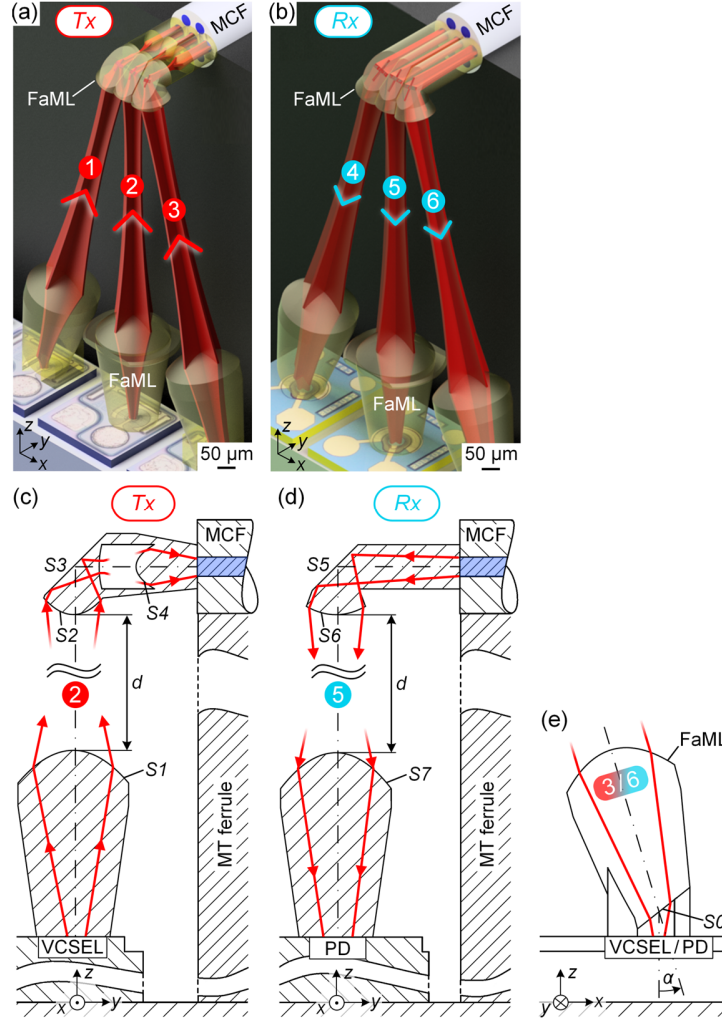 (a)
Tx
MCF
FaML
1
2
3
FaML
z
y
x
50 µm
(b)
Rx
MCF
FaML
4
5
6
FaML
z
y
x
50 µm
(c)
Tx
MCF
S3
S4
S2
d
2
S1
MT ferrule
VCSEL
z
x
y
(d)
Rx
MCF
S5
S6
d
5
S7
MT ferrule
PD
z
x
y
(e)
FaML
3/6
S0
VCSEL/PD
z
α
y
x